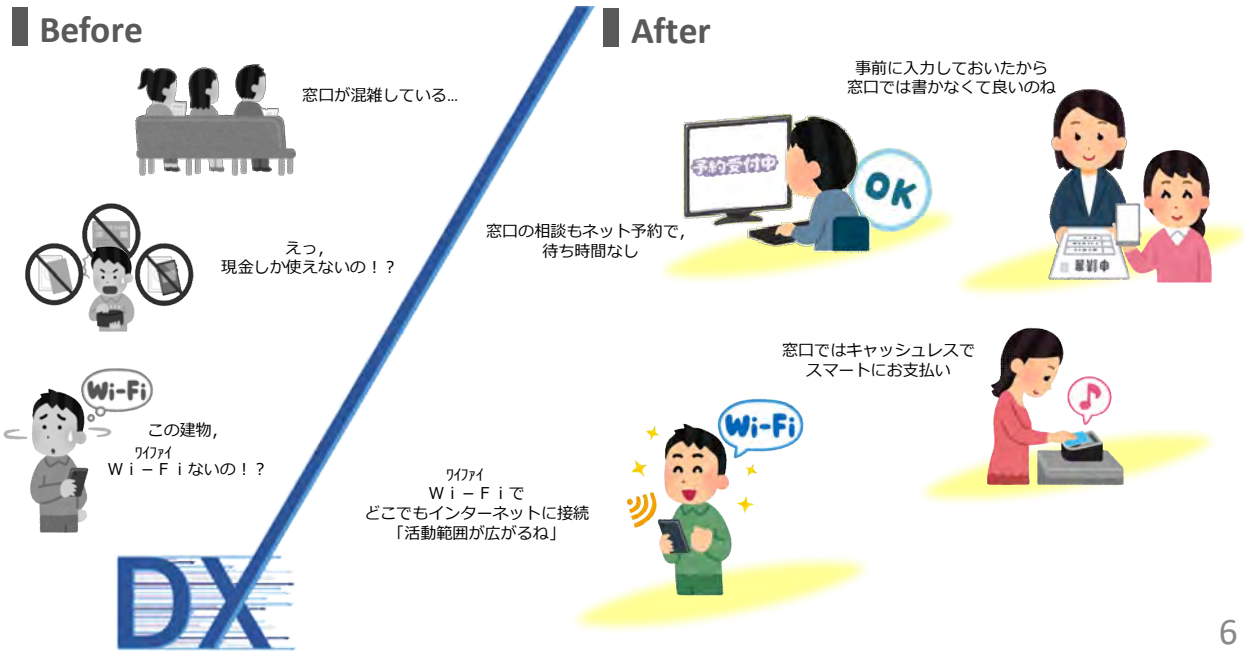 Before
窓口が混雑している…
えっ,
現金しか使えないの！？
Wi-Fi
この建物,
ワイファイ
Ｗｉ－Ｆｉないの！？
DX
After
事前に入力しておいたから
窓口では書かなくて良いのね
予約受付中
OK
申請書
窓口の相談もネット予約で,
待ち時間なし
窓口ではキャッシュレスで
スマートにお支払い
Wi-Fi
ワイファイ
Ｗｉ－Ｆｉで
どこでもインターネットに接続
「活動範囲が広がるね」
6